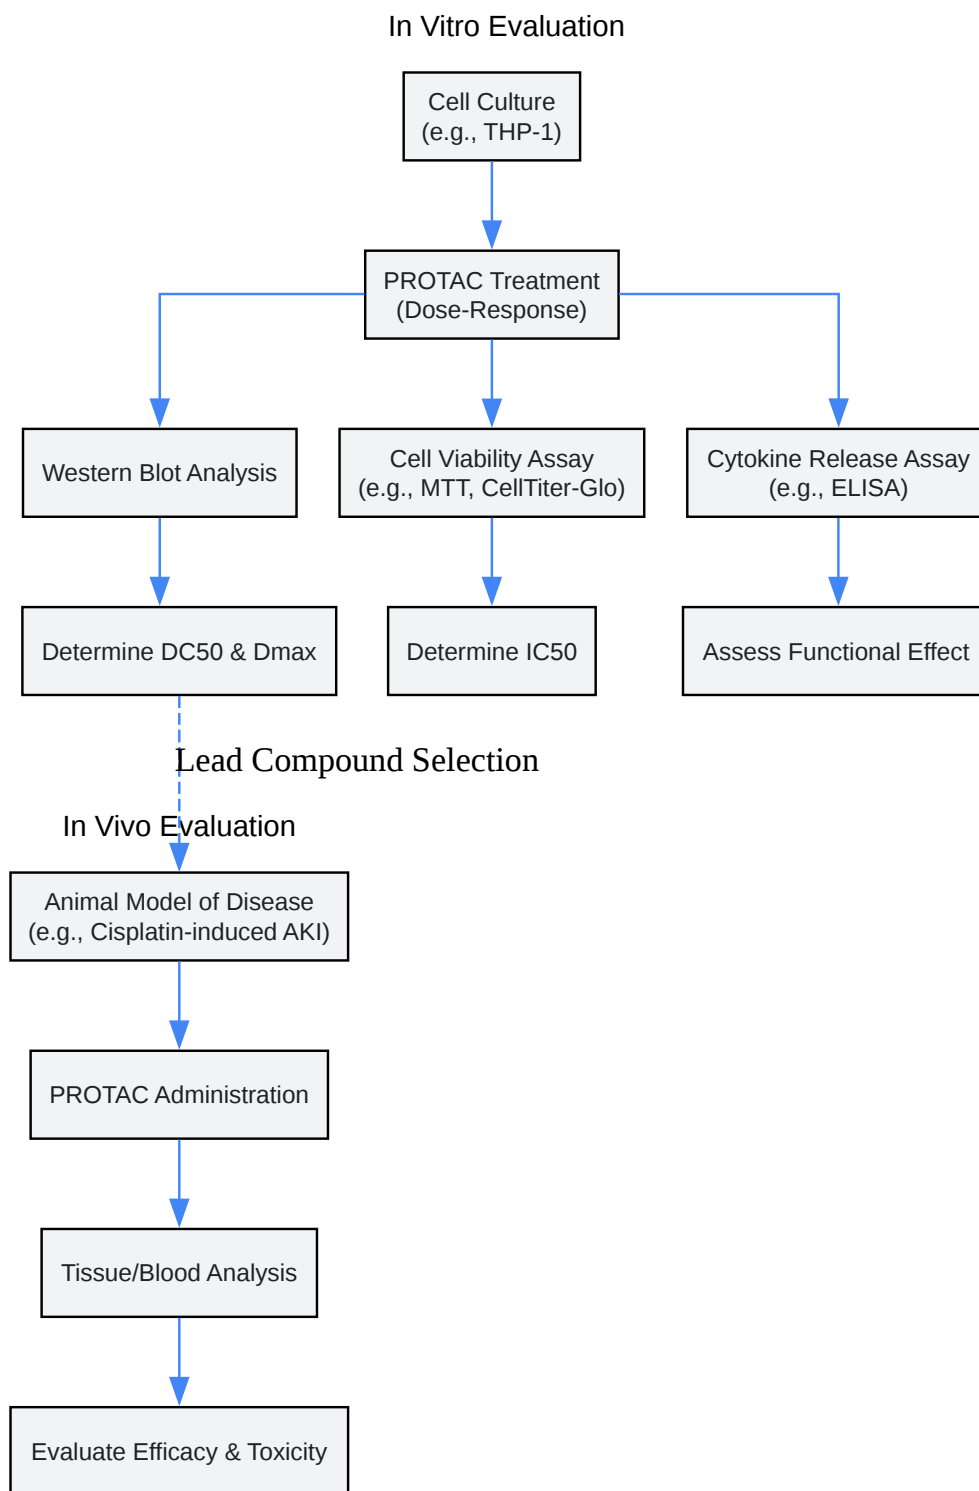 In Vitro Evaluation
Cell Culture
(e.g., THP-1)
PROTAC Treatment
(Dose-Response)
Western Blot Analysis
Cell Viability Assay
(e.g., MTT, CellTiter-Glo)
Cytokine Release Assay
(e.g., ELISA)
Determine DC50 & Dmax
Determine IC50
Assess Functional Effect
Lead Compound Selection
In Vivo Evaluation
Animal Model of Disease
(e.g., Cisplatin-induced AKI)
PROTAC Administration
Tissue/Blood Analysis
Evaluate Efficacy & Toxicity